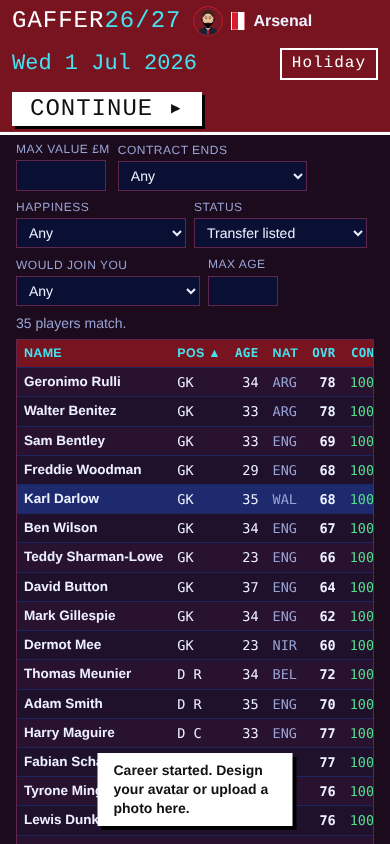 GAFFER26/27 Arsenal
Wed 1 Jul 2026 Holiday
CONTINUE ►
MAX VALUE £M CONTRACT ENDS
Any
HAPPINESS STATUS
Any Transfer listed
WOULD JOIN YOU MAX AGE
Any
35 players match.
NAME POS ▲ AGE NAT OVR CON
Geronimo Rulli GK 34 ARG 78 100
Walter Benitez GK 33 ARG 78 100
Sam Bentley GK 33 ENG 69 100
Freddie Woodman GK 29 ENG 68 100
Karl Darlow GK 35 WAL 68 100
Ben Wilson GK 34 ENG 67 100
Teddy Sharman-Lowe GK 23 ENG 66 100
David Button GK 37 ENG 64 100
Mark Gillespie GK 34 ENG 62 100
Dermot Mee GK 23 NIR 60 100
Thomas Meunier D R 34 BEL 72 100
Adam Smith D R 35 ENG 70 100
Harry Maguire D C 33 ENG 77 100
Fabian 77 100
Tyrone 76 100
Lewis 76 100
Career started. Design
your avatar or upload a
photo here.